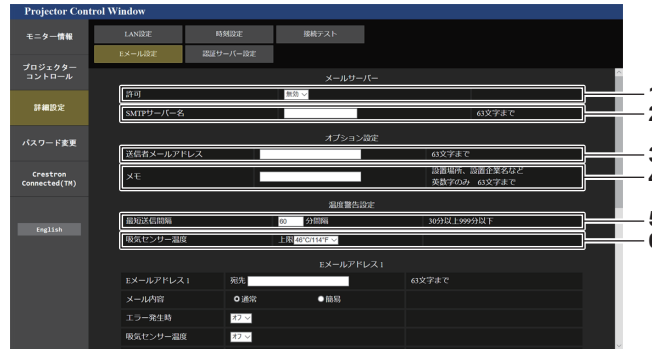 Projector Control Window
モニター情報
プロジェクター
コントロール
詳細設定
パスワード変更
Crestron
Connected(TM)
English
LAN設定 時刻設定 接続テスト
Eメール設定 認証サーバー設定
メールサーバー
許可 無効 1
SMTPサーバー名 63文字まで 2
オプション設定
送信者メールアドレス 63文字まで 3
メモ 設置場所、設置企業名など 4
英数字のみ 63文字まで
温度警告設定
最短送信間隔 60 分間隔 30分以上999分以下 5
吸気センサー温度 上限 46°C/114°F 6
Eメールアドレス 1
Eメールアドレス 1 宛先 63文字まで
メール内容 通常 簡易
エラー発生時 オフ
吸気センサー温度 オフ